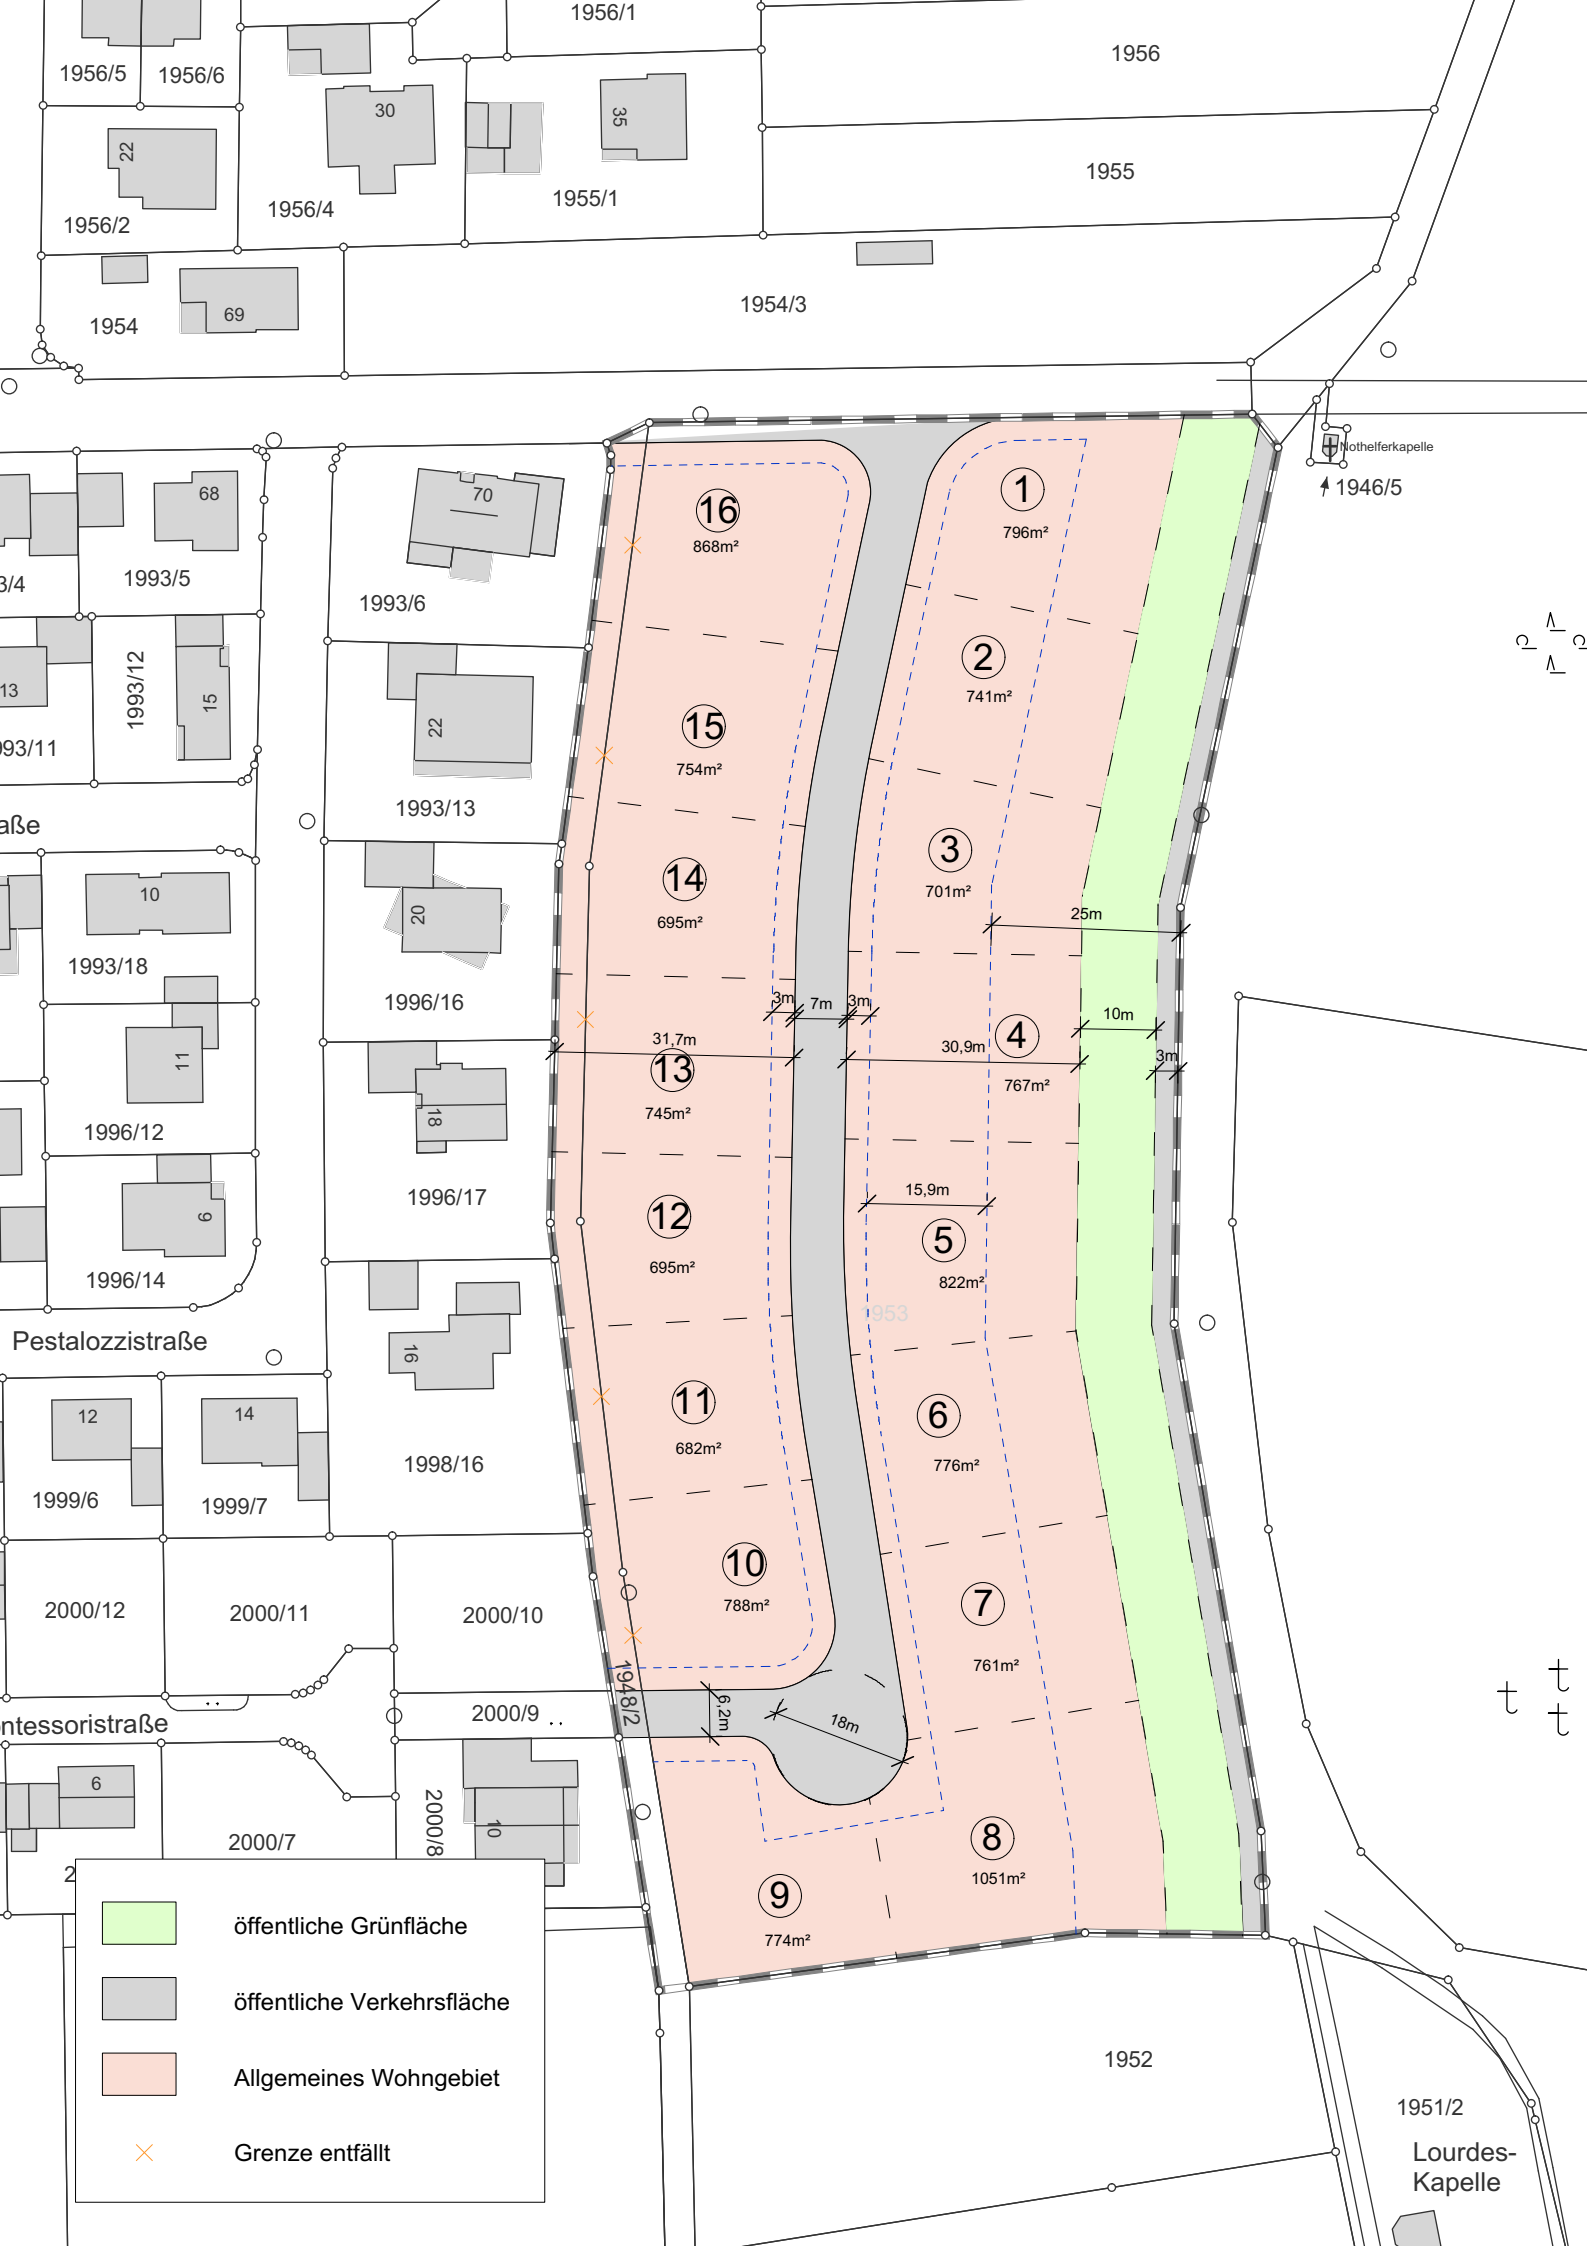 1956/1
1956
1956/5
1956/6
30
35
22
1955
1955/1
1956/4
1956/2
1954/3
69
1954
Nothelferkapelle
1946/5
68
70
16
868m²
1
796m²
3/4
1993/5
1993/6
1993/12
13
15
22
2
741m²
15
754m²
93/11
1993/13
aße
10
3
701m²
14
695m²
20
25m
1993/18
1996/16
3m
7m
3m
10m
31,7m
30,9m
4
767m²
3m
11
13
745m²
18
1996/12
1996/17
15,9m
12
695m²
5
822m²
6
1996/14
1953
Pestalozzistraße
16
12
14
11
682m²
6
776m²
1998/16
1999/6
1999/7
10
788m²
7
761m²
2000/12
2000/11
2000/10
1948/2
2000/9
6,2m
18m
ntessoristraße
6
2000/8
10
2000/7
8
1051m²
2
9
774m²
öffentliche Grünfläche
öffentliche Verkehrsfläche
Allgemeines Wohngebiet
Grenze entfällt
1952
1951/2
Lourdes-
Kapelle